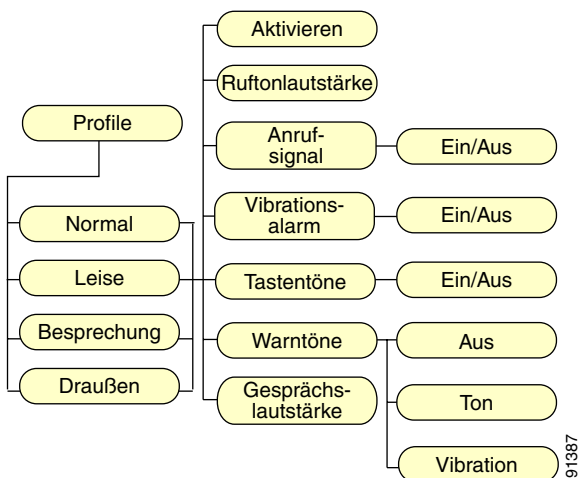 Profile
Normal
Leise
Besprechung
Draußen
Aktivieren
Ruftonlautstärke
Anruf-
signal
Ein/Aus
Vibrations-
alarm
Ein/Aus
Tastentöne
Ein/Aus
Warntöne
Aus
Ton
Vibration
Gesprächs-
lautstärke
91387